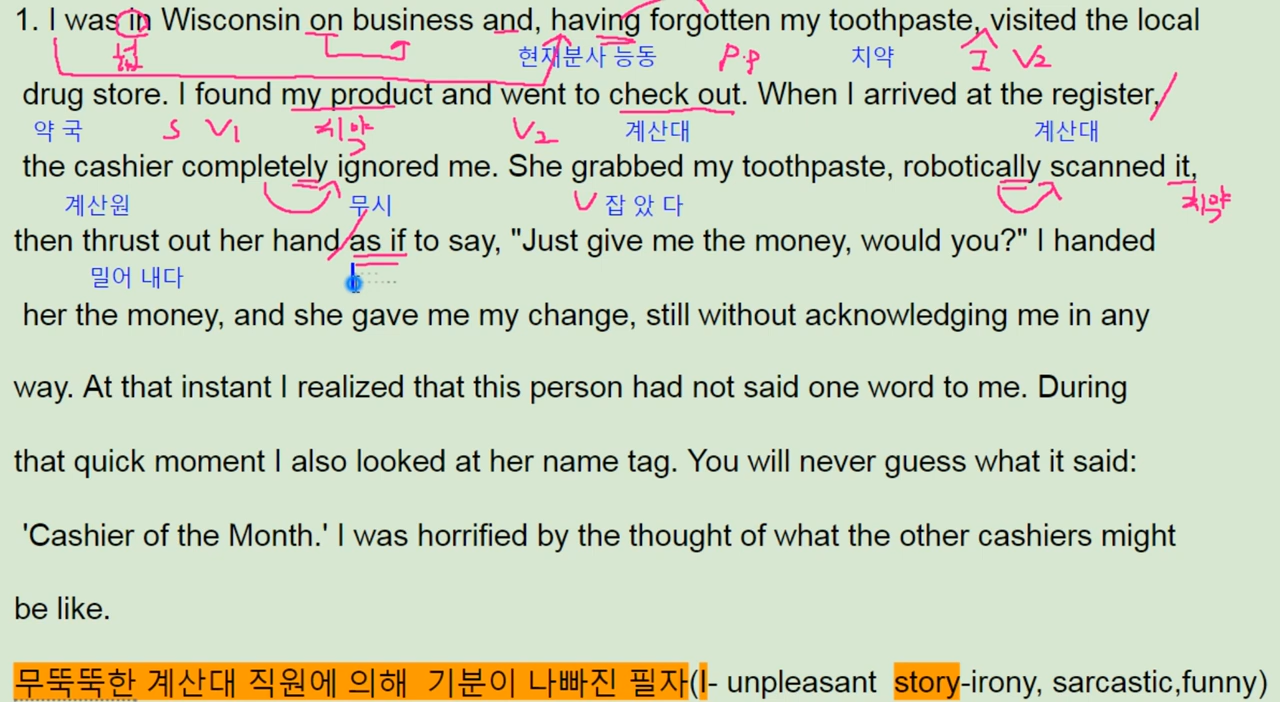 1. I was in Wisconsin on business and, having forgotten my toothpaste, visited the local
현재분사 능동 p.p 치약 I V2
drug store. I found my product and went to check out. When I arrived at the register,
약 국 S V1 치약 V2 계산대 계산대
the cashier completely ignored me. She grabbed my toothpaste, robotically scanned it,
계산원 무시 V 잡 았 다 치약
then thrust out her hand as if to say, "Just give me the money, would you?" I handed
밀어 내다
her the money, and she gave me my change, still without acknowledging me in any
way. At that instant I realized that this person had not said one word to me. During
that quick moment I also looked at her name tag. You will never guess what it said:
'Cashier of the Month.' I was horrified by the thought of what the other cashiers might
be like.
무뚝뚝한 계산대 직원에 의해 기분이 나빠진 필자(I- unpleasant story-irony, sarcastic,funny)